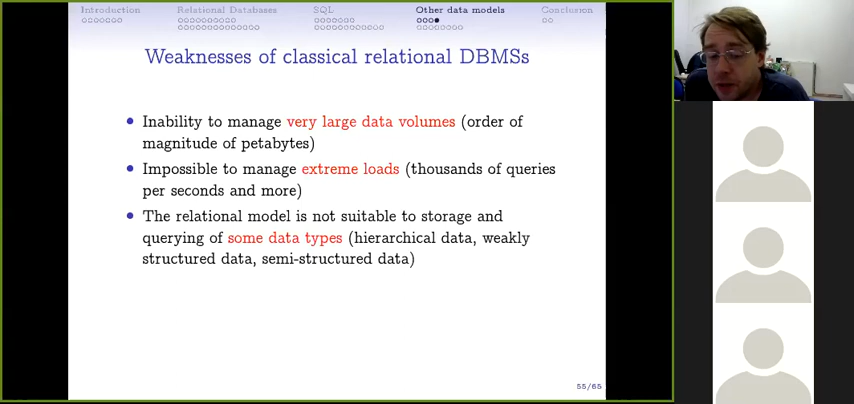 Introduction
Relational Databases
SQL
Other data models
Conclusion
Weaknesses of classical relational DBMSs
Inability to manage very large data volumes (order of
magnitude of petabytes)
Impossible to manage extreme loads (thousands of queries
per seconds and more)
The relational model is not suitable to storage and
querying of some data types (hierarchical data, weakly
structured data, semi-structured data)
55/65